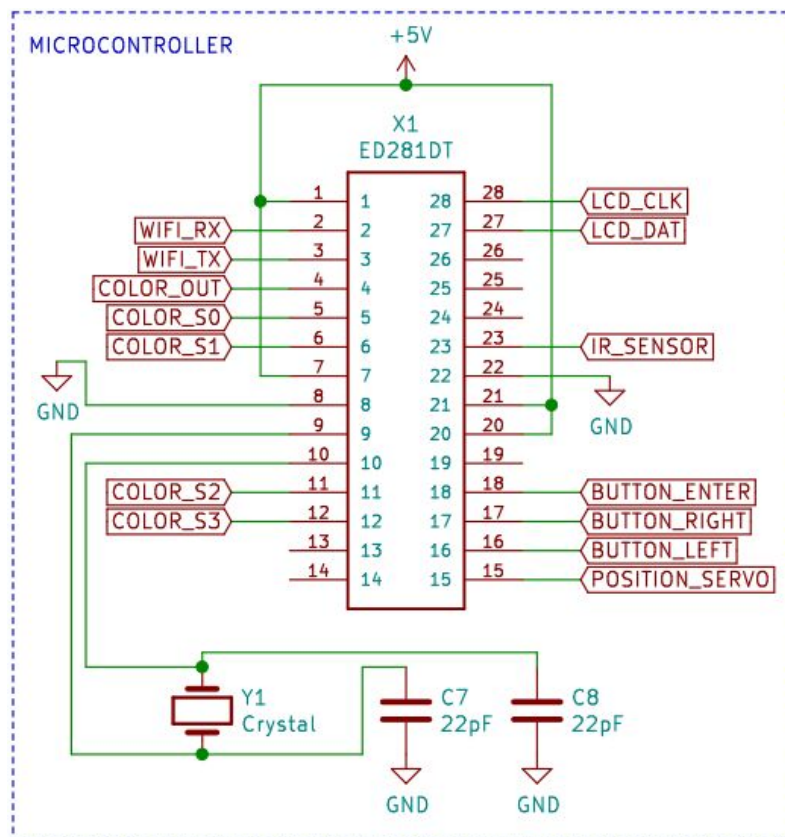 +5V
MICROCONTROLLER
X1
ED281DT
1 1 28 28 LCD_CLK
WIFI_RX 2 2 27 27 LCD_DAT
WIFI_TX 3 3 26 26
COLOR_OUT 4 4 25 25
COLOR_S0 5 5 24 24
COLOR_S1 6 6 23 23 IR_SENSOR
7 7 22 22
GND 8 8 21 21 GND
9 9 20 20
10 10 19 19
COLOR_S2 11 11 18 18 BUTTON_ENTER
COLOR_S3 12 12 17 17 BUTTON_RIGHT
13 13 16 16 BUTTON_LEFT
14 14 15 15 POSITION_SERVO
Y1 C7 C8
Crystal 22pF 22pF
GND GND